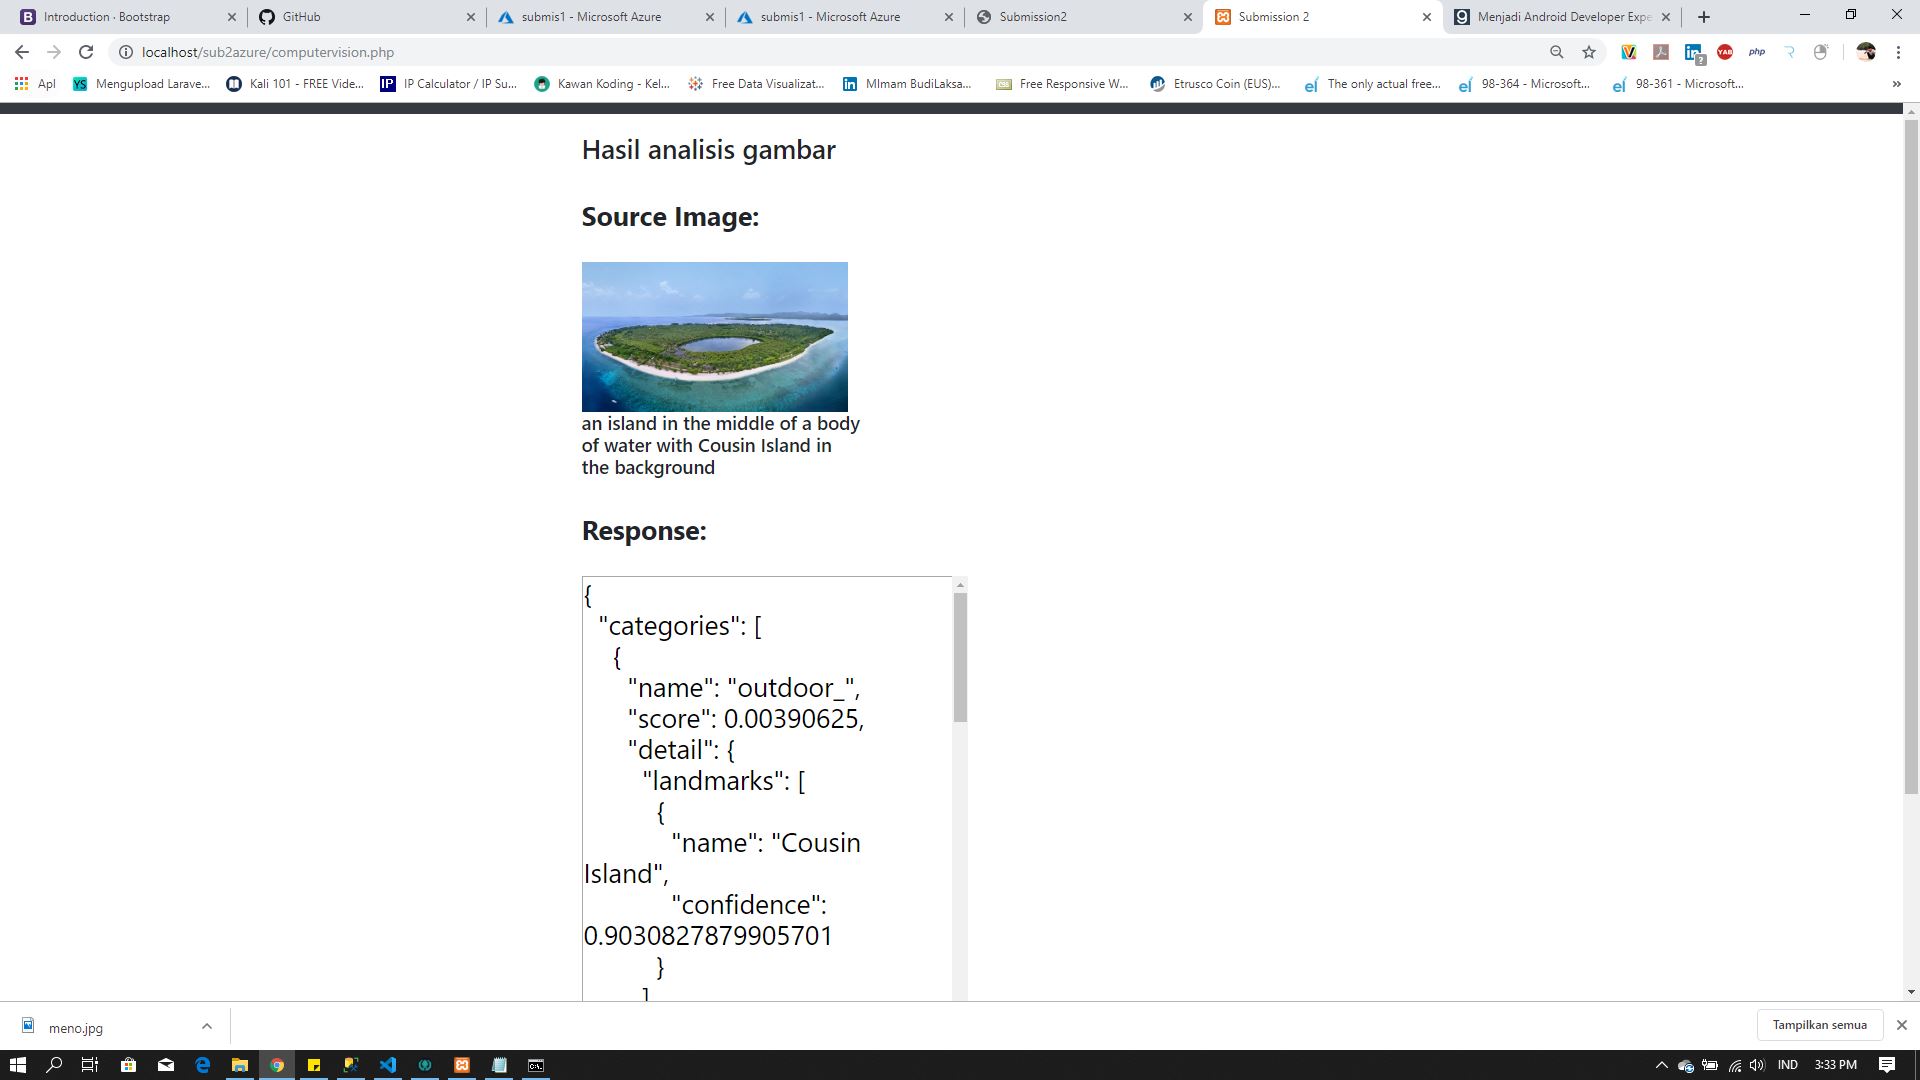 Introduction · Bootstrap
GitHub
submis1 - Microsoft Azure
submis1 - Microsoft Azure
Submission2
Submission 2
Menjadi Android Developer Expe
localhost/sub2azure/computervision.php
Apl
Mengupload Larave...
Kali 101 - FREE Vide...
IP Calculator / IP Su...
Kawan Koding - Kel...
Free Data Visualizat...
MImam BudiLaksa...
Free Responsive W...
Etrusco Coin (EUS)...
The only actual free...
98-364 - Microsoft...
98-361 - Microsoft...
»
Hasil analisis gambar
Source Image:
an island in the middle of a body
of water with Cousin Island in
the background
Response:
{
"categories": [
{
"name": "outdoor_",
"score": 0.00390625,
"detail": {
"landmarks": [
{
"name": "Cousin
Island",
"confidence":
0.9030827879905701
}
]
meno.jpg
Tampilkan semua
IND
3:33 PM